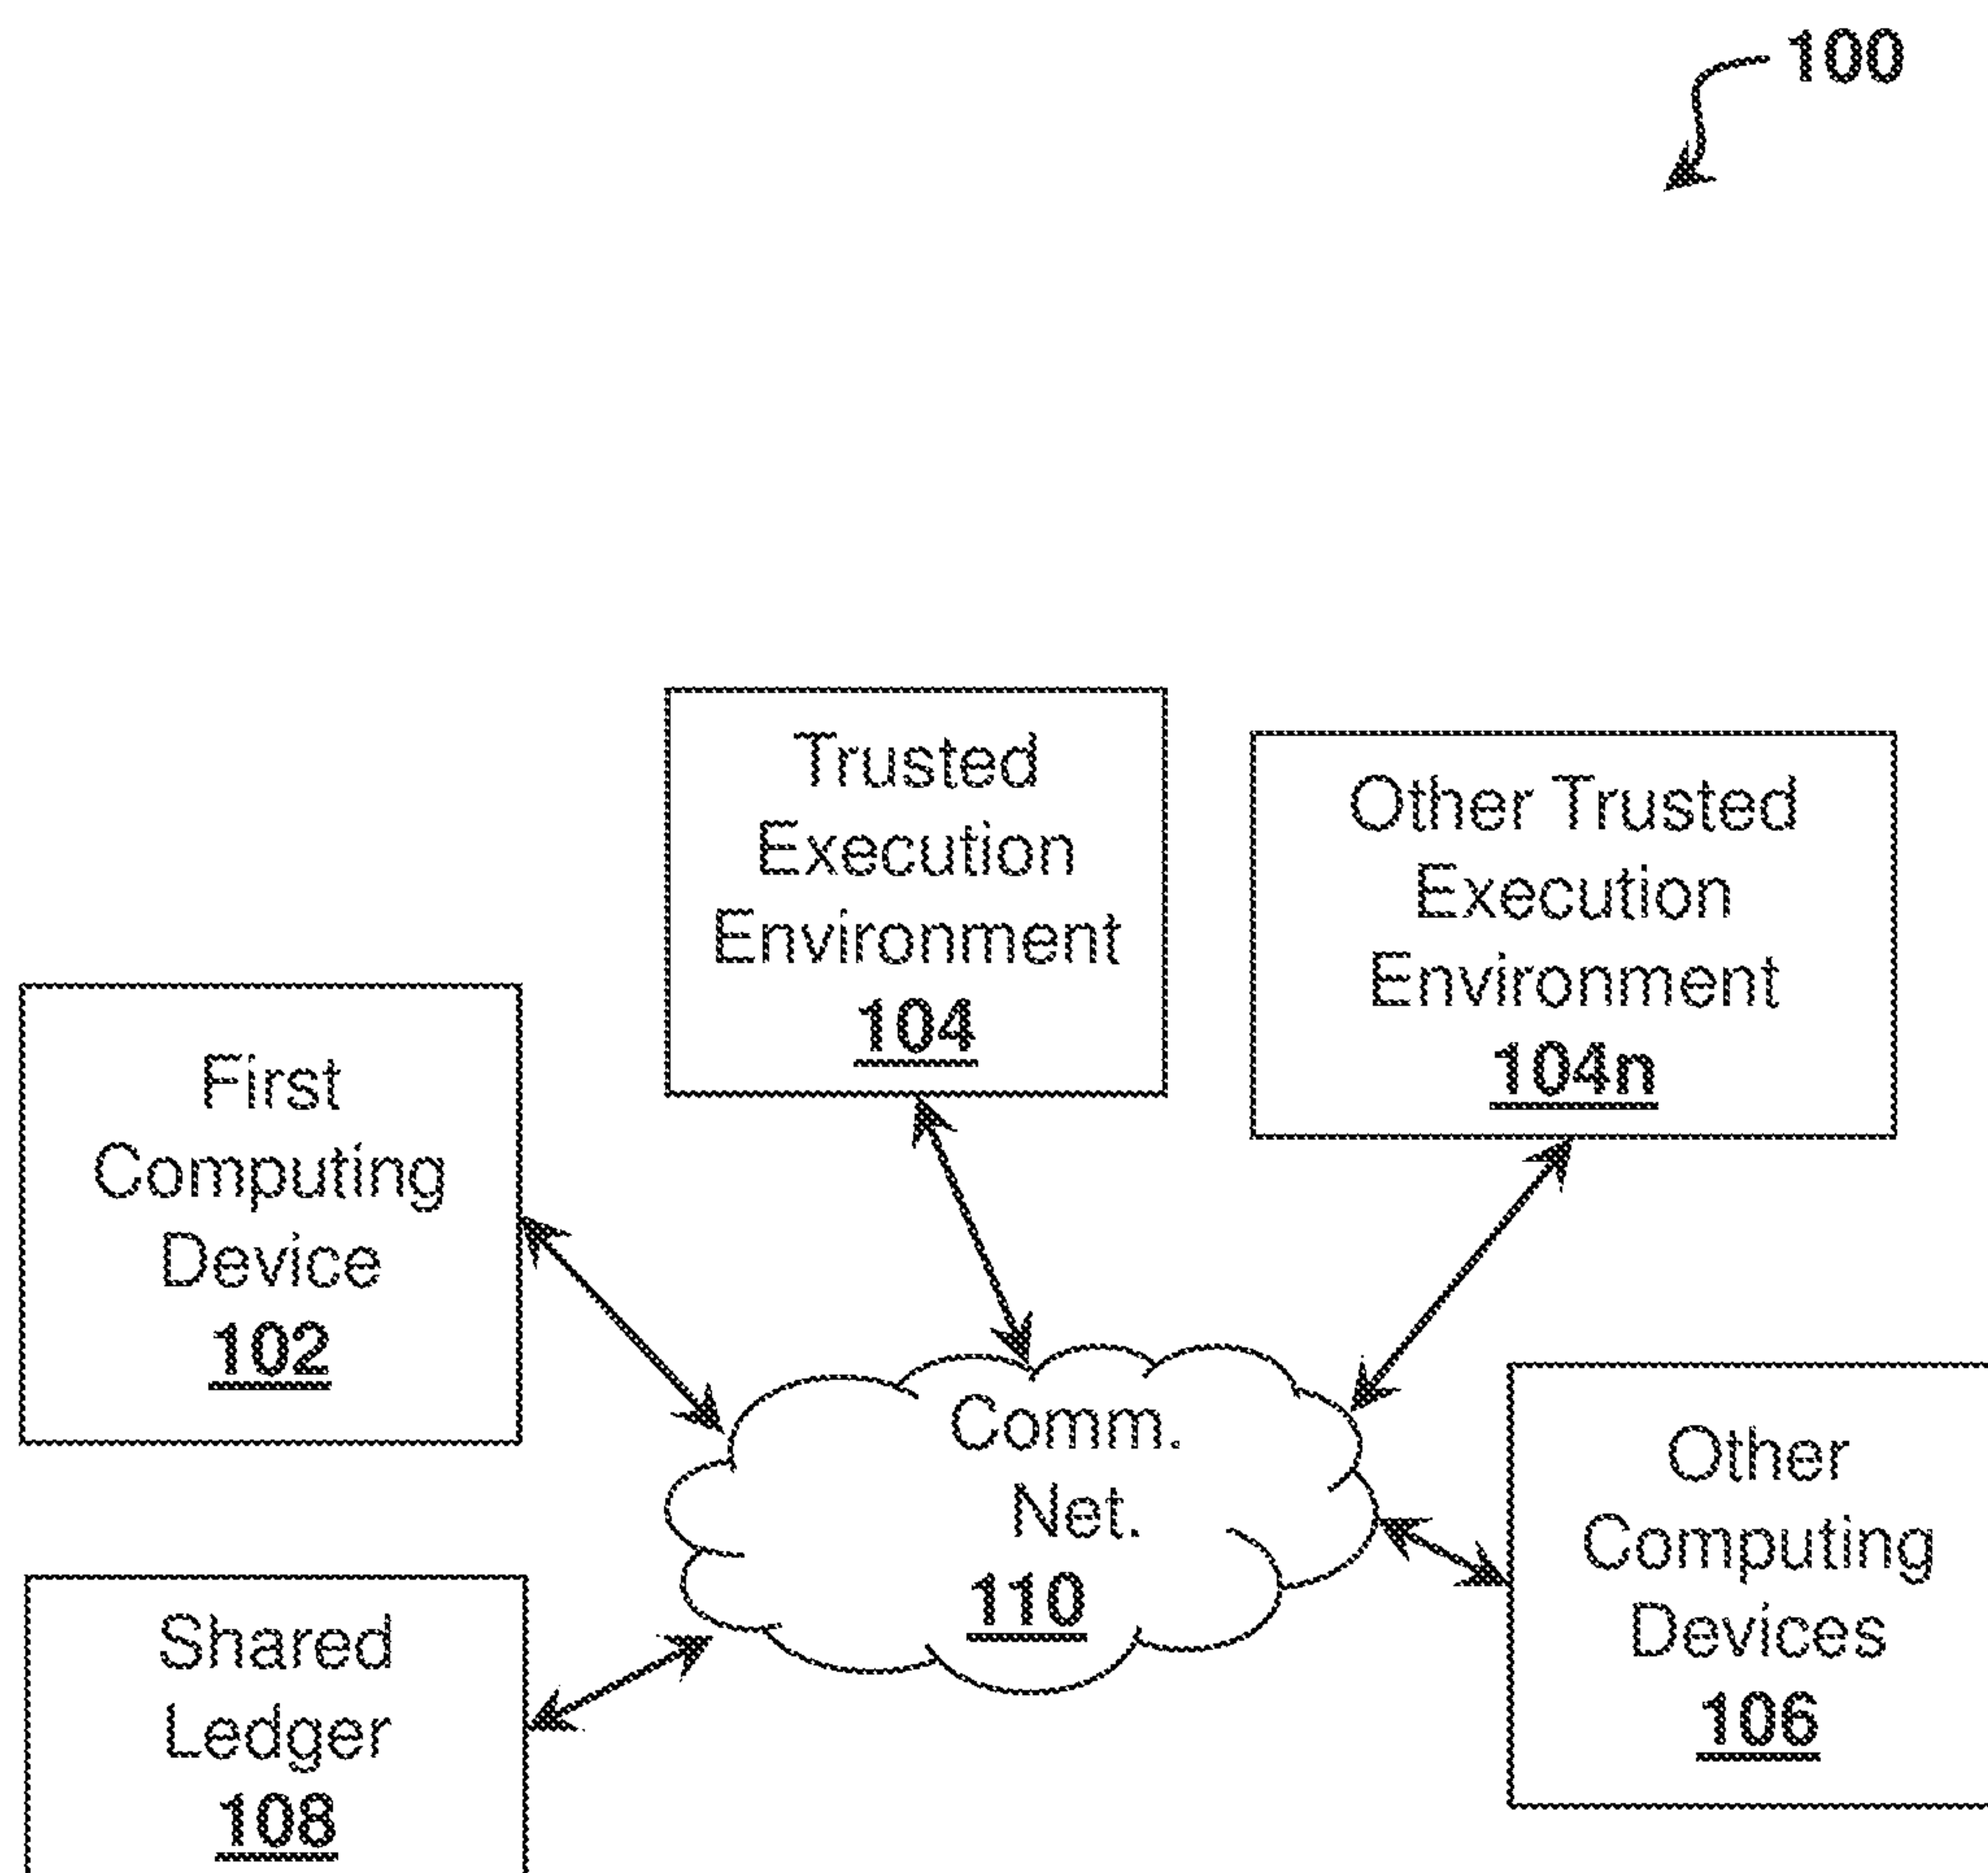 100
Trusted
Execution
Environment
104
Other Trusted
Execution
Environment
104n
First
Computing
Device
102
Comm.
Net.
110
Other
Computing
Devices
106
Shared
Ledger
108